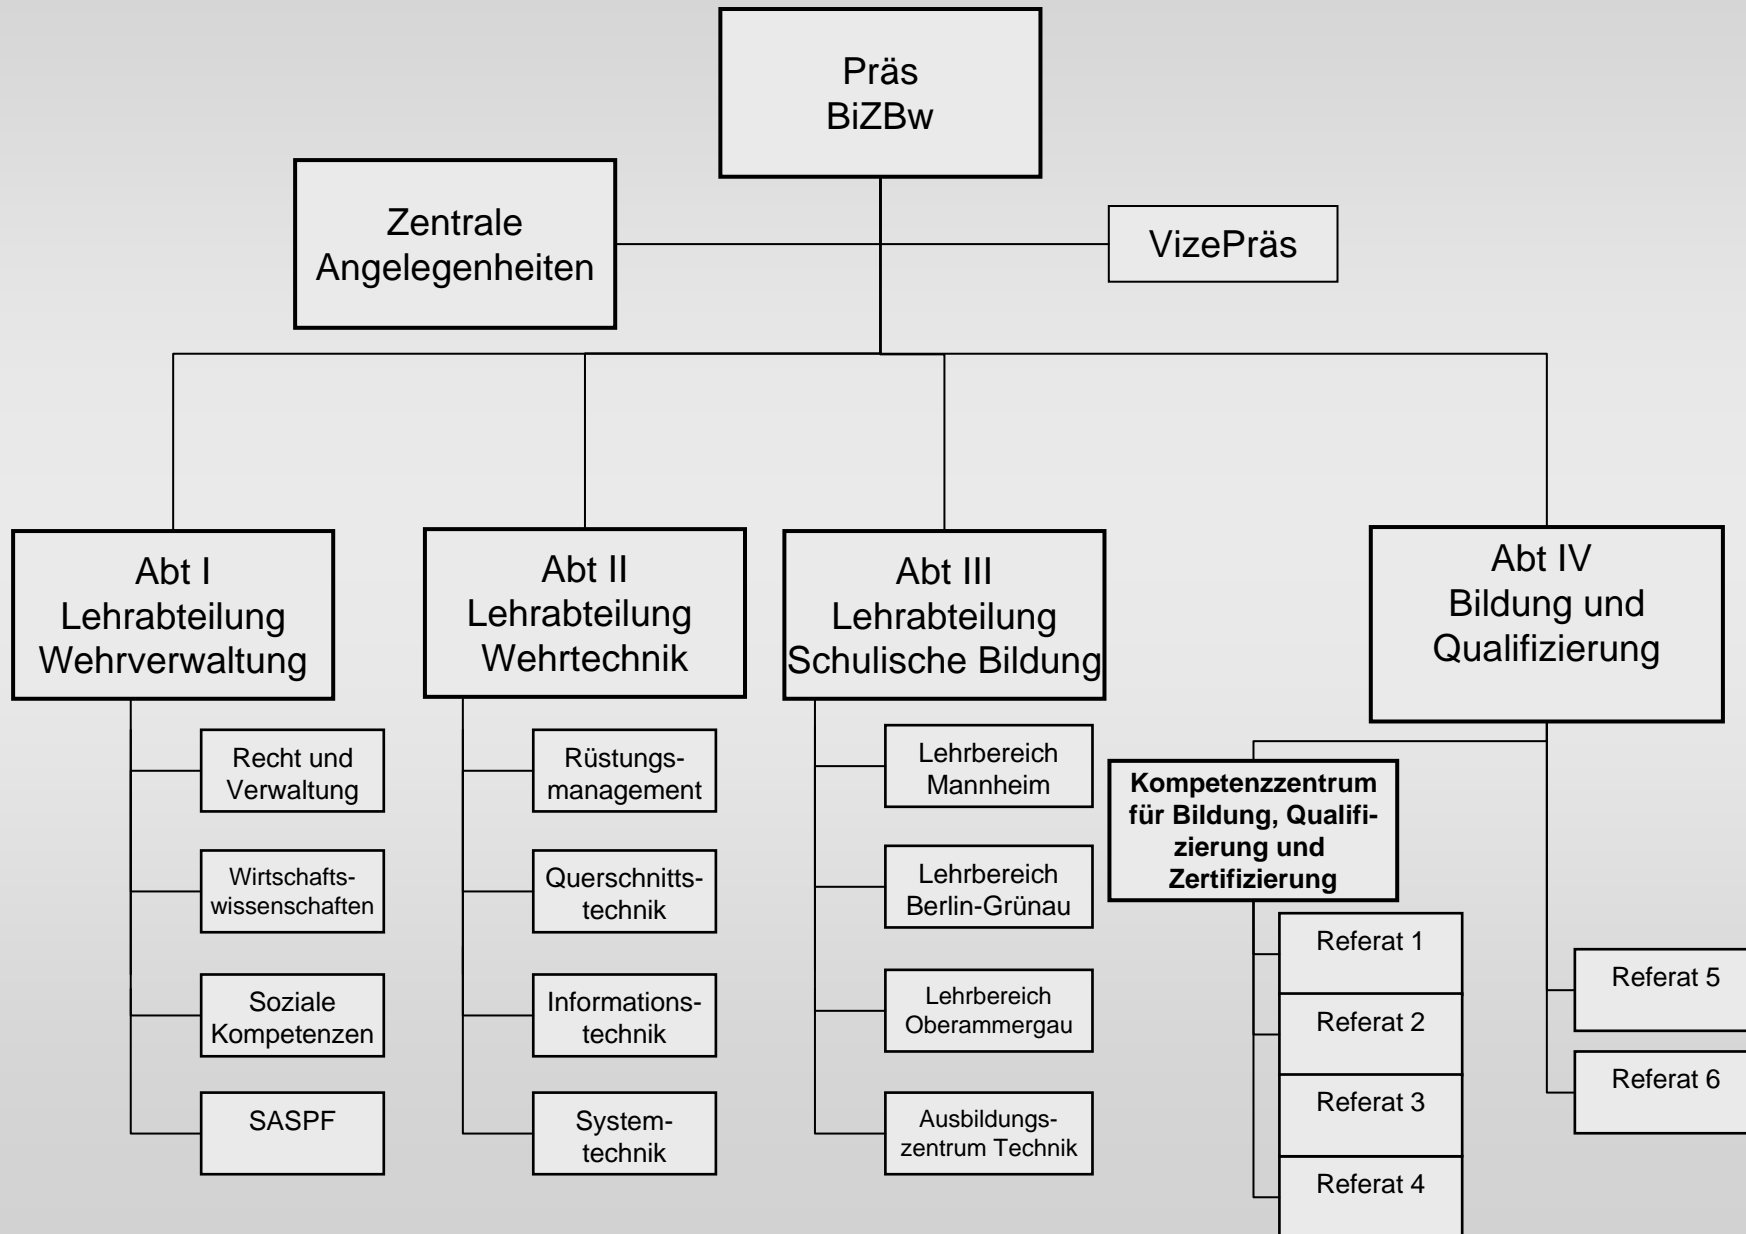 Präs
BiZBw
Zentrale
Angelegenheiten
VizePräs
Abt I
Lehrabteilung
Wehrverwaltung
Recht und
Verwaltung
Wirtschafts-
wissenschaften
Soziale
Kompetenzen
SASPF
Abt II
Lehrabteilung
Wehrtechnik
Rüstungs-
management
Querschnitts-
technik
Informations-
technik
System-
technik
Abt III
Lehrabteilung
Schulische Bildung
Lehrbereich
Mannheim
Lehrbereich
Berlin-Grünau
Lehrbereich
Oberammergau
Ausbildungs-
zentrum Technik
Abt IV
Bildung und
Qualifizierung
Kompetenzzentrum
für Bildung, Qualifi-
zierung und
Zertifizierung
Referat 1
Referat 2
Referat 3
Referat 4
Referat 5
Referat 6